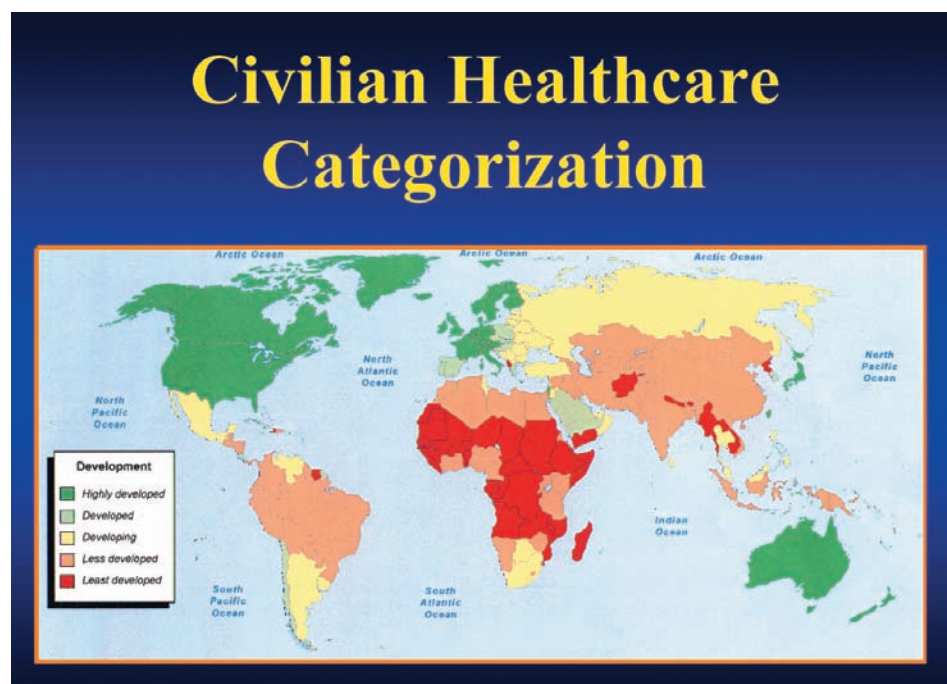 Civilian Healthcare
Categorization
Arctic Ocean
Arctic Ocean
Arctic Ocean
North
Atlantic
Ocean
North
Pacific
Ocean
North
Pacific
Ocean
Development
Highly developed
Developed
Developing
Less developed
Least developed
Indian
Ocean
South
Pacific
Ocean
South
Atlantic
Ocean